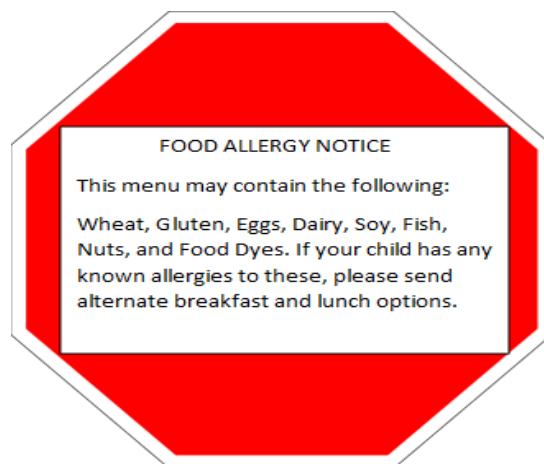 FOOD ALLERGY NOTICE
This menu may contain the following:
Wheat, Gluten, Eggs, Dairy, Soy, Fish,
Nuts, and Food Dyes. If your child has any
known allergies to these, please send
alternate breakfast and lunch options.